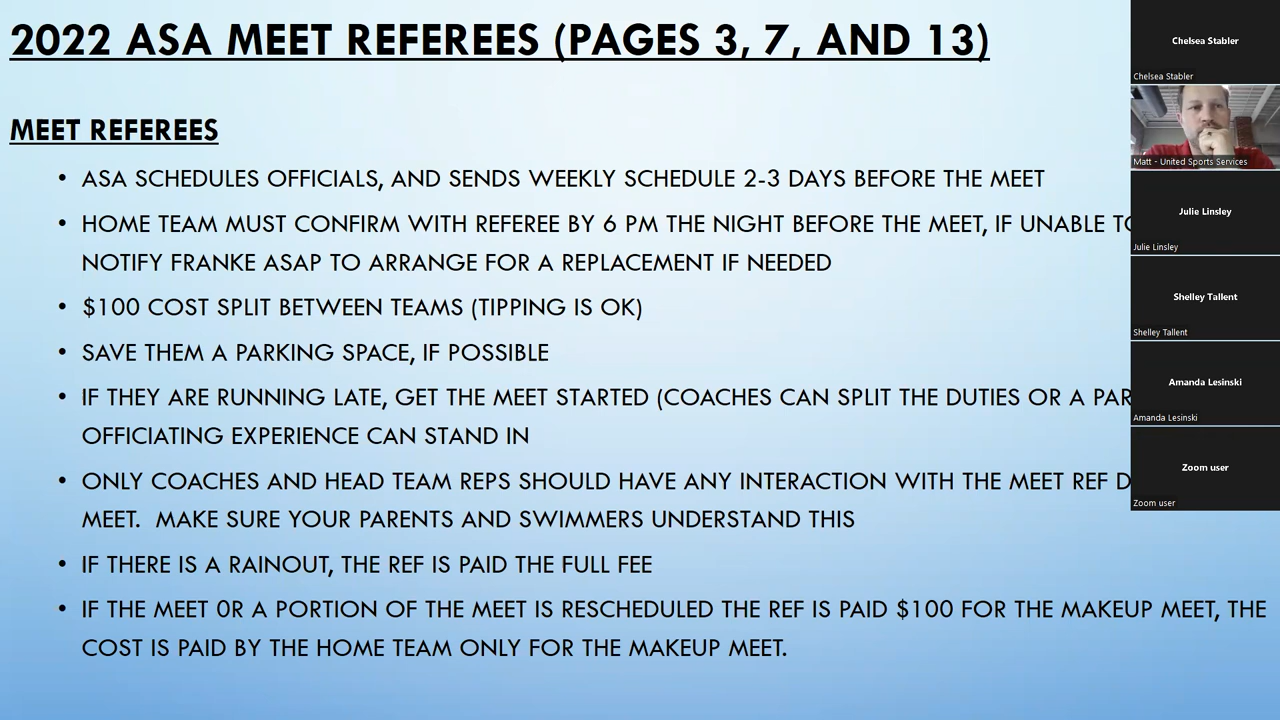 2022 ASA MEET REFEREES (PAGES 3, 7, AND 13)
MEET REFEREES
• ASA SCHEDULES OFFICIALS, AND SENDS WEEKLY SCHEDULE 2-3 DAYS BEFORE THE MEET
• HOME TEAM MUST CONFIRM WITH REFEREE BY 6 PM THE NIGHT BEFORE THE MEET, IF UNABLE
NOTIFY FRANKE ASAP TO ARRANGE FOR A REPLACEMENT IF NEEDED
• $100 COST SPLIT BETWEEN TEAMS (TIPPING IS OK)
• SAVE THEM A PARKING SPACE, IF POSSIBLE
• IF THEY ARE RUNNING LATE, GET THE MEET STARTED (COACHES CAN SPLIT THE DUTIES OR A PAR
OFFICIATING EXPERIENCE CAN STAND IN
• ONLY COACHES AND HEAD TEAM REPS SHOULD HAVE ANY INTERACTION WITH THE MEET REF D
MEET. MAKE SURE YOUR PARENTS AND SWIMMERS UNDERSTAND THIS
• IF THERE IS A RAINOUT, THE REF IS PAID THE FULL FEE
• IF THE MEET 0R A PORTION OF THE MEET IS RESCHEDULED THE REF IS PAID $100 FOR THE MAKEUP MEET, THE
COST IS PAID BY THE HOME TEAM ONLY FOR THE MAKEUP MEET.
Chelsea Stabler
Chelsea Stabler
Matt - United Sports Services
Julie Linsley
Julie Linsley
Shelley Tallent
Shelley Tallent
Amanda Lesinski
Amanda Lesinski
Zoom user
Zoom user